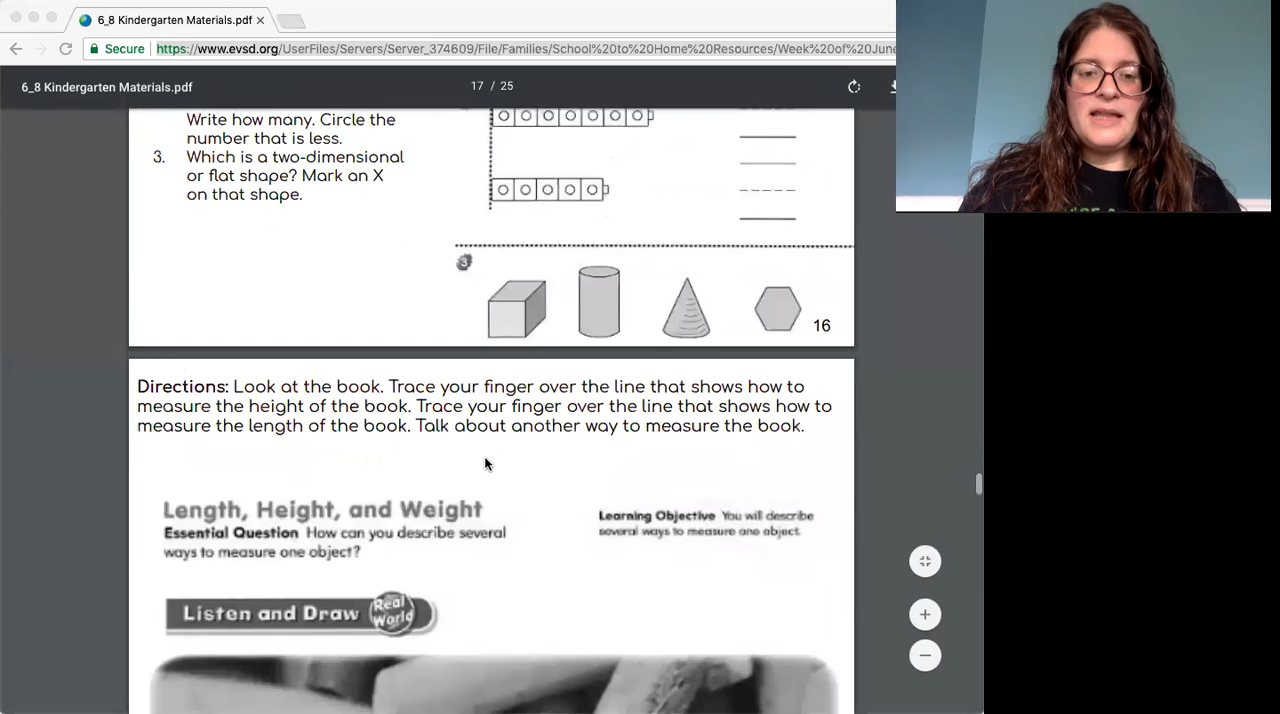 6_8 Kindergarten Materials.pdf
Secure https://www.evsd.org/UserFiles/Servers/Server_374609/File/Families/School%20to%20Home%20Resources/Week%20of%20June
6_8 Kindergarten Materials.pdf
17 / 25
Write how many. Circle the
number that is less.
3. Which is a two-dimensional
or flat shape? Mark an X
on that shape.
3
16
Directions: Look at the book. Trace your finger over the line that shows how to
measure the height of the book. Trace your finger over the line that shows how to
measure the length of the book. Talk about another way to measure the book.
Length, Height, and Weight
Essential Question How can you describe several
ways to measure one object?
Learning Objective You will describe
several ways to measure one object.
Listen and Draw
Real
World